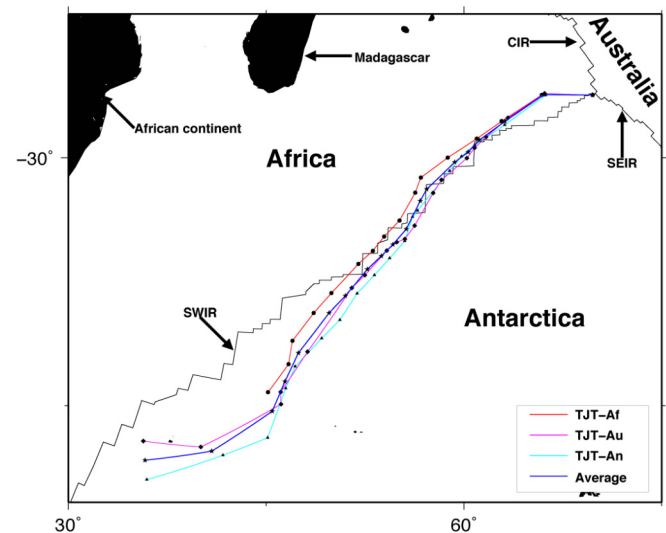 CIR
Australia
Madagascar
African continent
−30°
Africa
SEIR
SWIR
Antarctica
TJT−Af
TJT−Au
TJT−An
Average
30°
60°